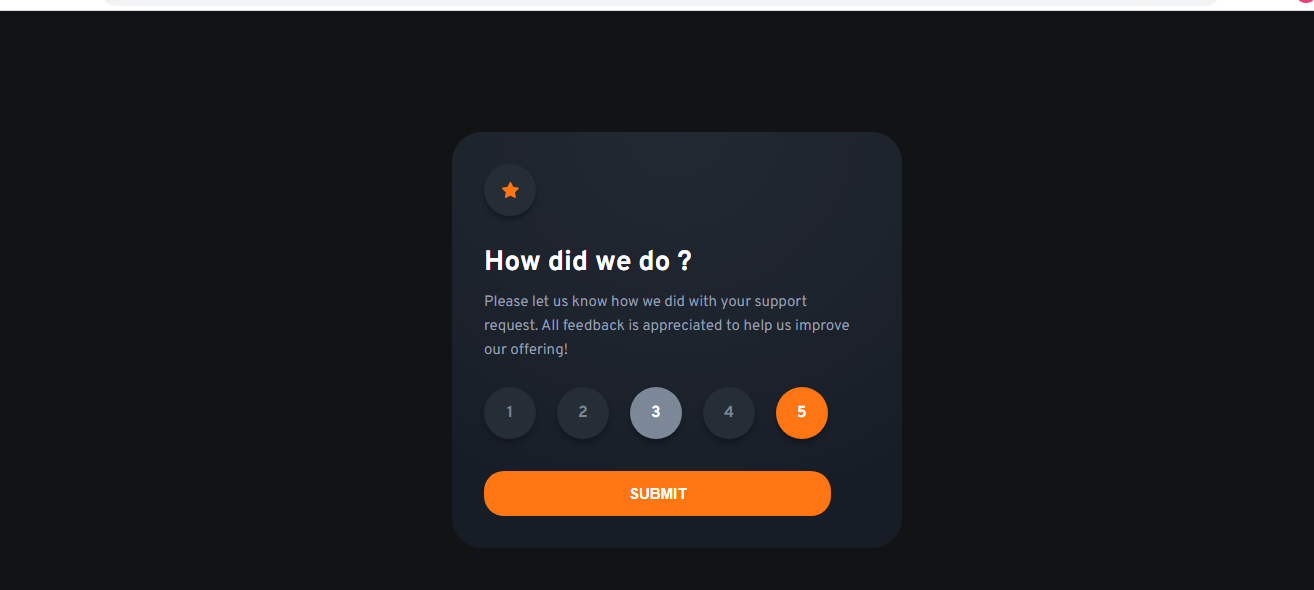 How did we do ?
Please let us know how we did with your support
request. All feedback is appreciated to help us improve
our offering!
1 2 3 4 5
SUBMIT